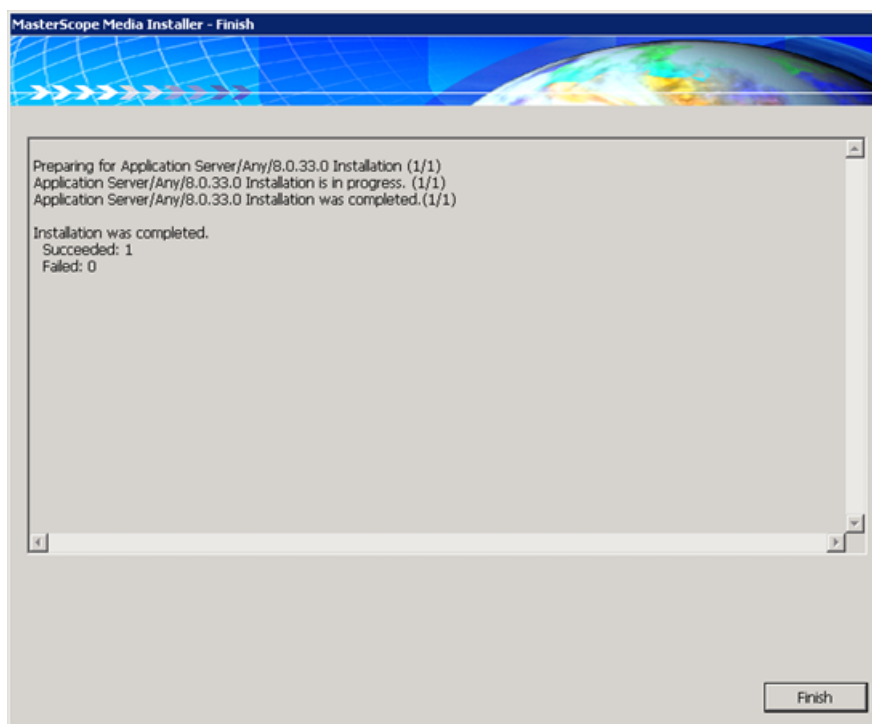 MasterScope Media Installer - Finish
Preparing for Application Server/Any/8.0.33.0 Installation (1/1)
Application Server/Any/8.0.33.0 Installation is in progress. (1/1)
Application Server/Any/8.0.33.0 Installation was completed.(1/1)
Installation was completed.
Succeeded: 1
Failed: 0
Finish